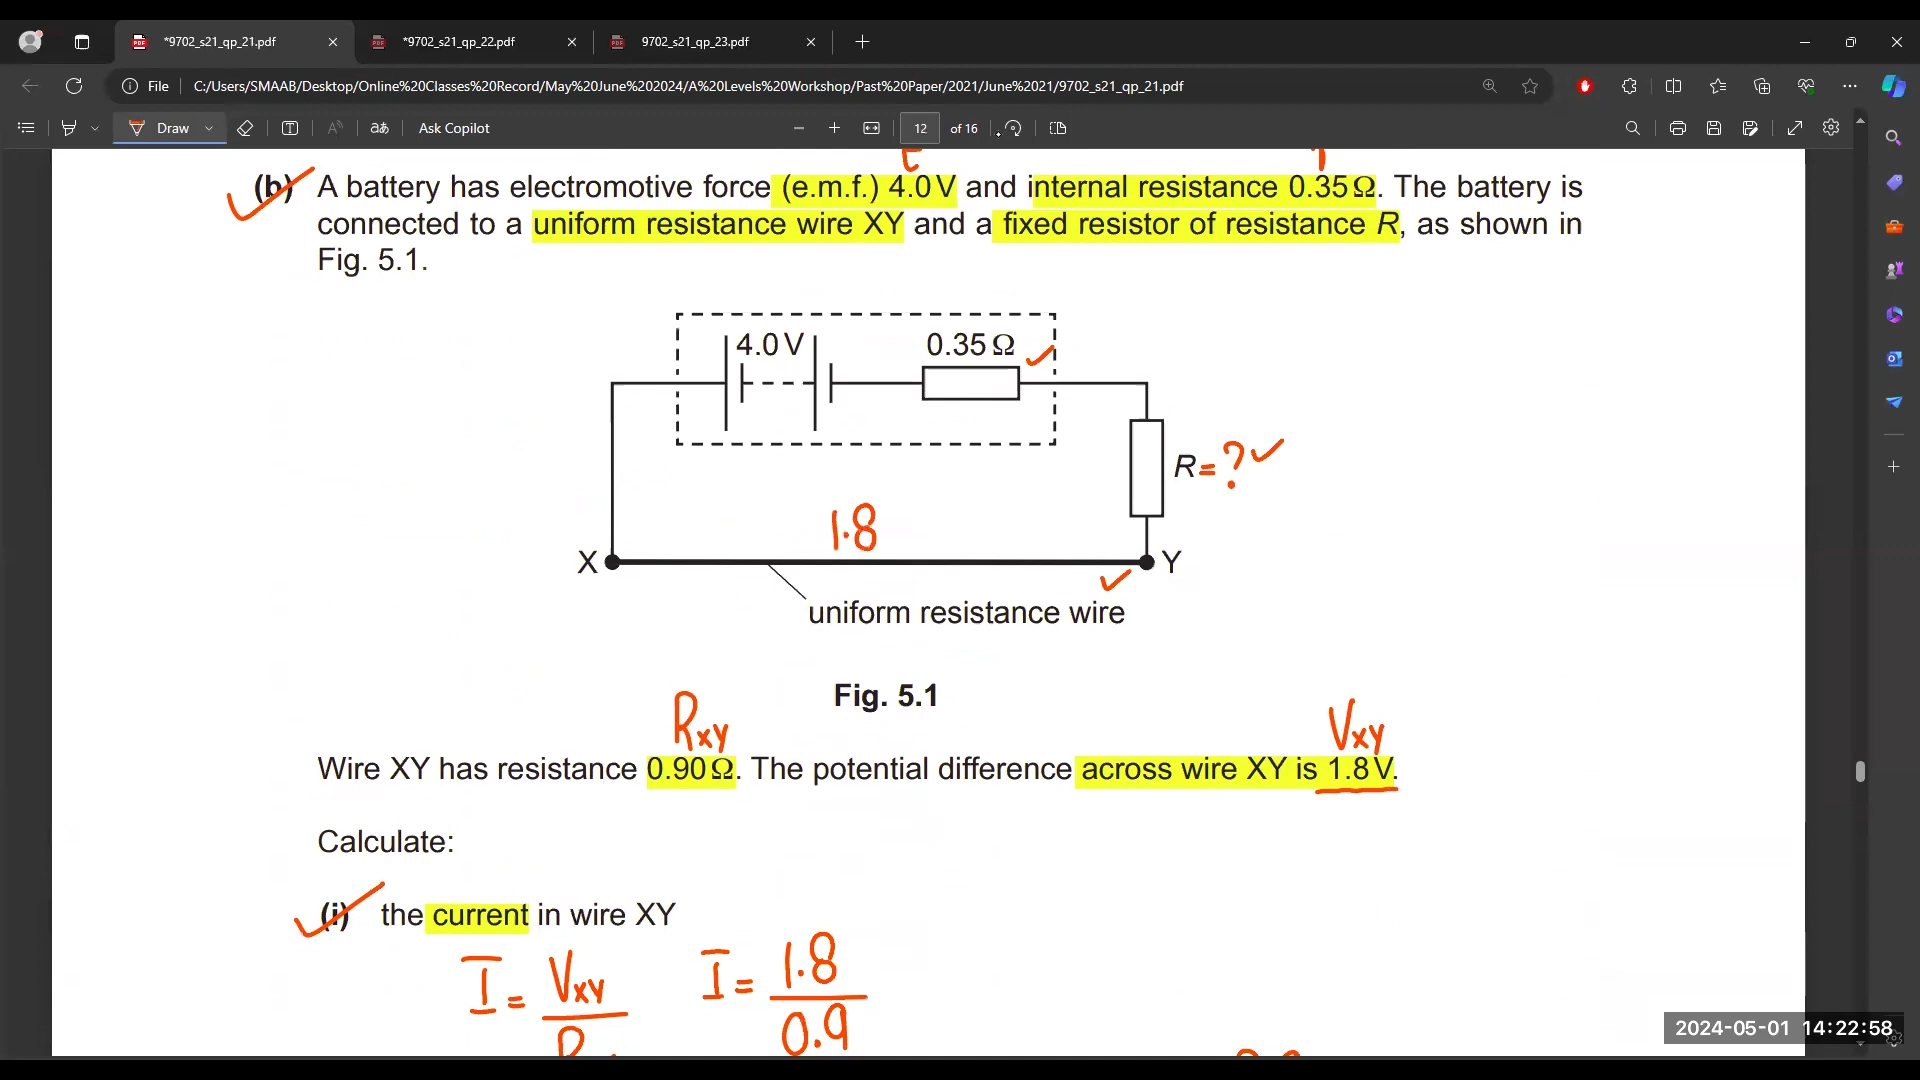 *9702_s21_qp_21.pdf
*9702_s21_qp_22.pdf
9702_s21_qp_23.pdf
File
C:/Users/SMAAB/Desktop/Online%20Classes%20Record/May%20June%202024/A%20Levels%20Workshop/Past%20Paper/2021/June%2021/9702_s21_qp_21.pdf
Draw
aあ
Ask Copilot
12 of 16
(b) A battery has electromotive force (e.m.f.) 4.0 V and internal resistance 0.35 Ω. The battery is
connected to a uniform resistance wire XY and a fixed resistor of resistance R, as shown in
Fig. 5.1.
4.0 V
0.35 Ω
R = ?
1.8
X
Y
uniform resistance wire
Fig. 5.1
Rxy
Vxy
Wire XY has resistance 0.90 Ω. The potential difference across wire XY is 1.8 V.
Calculate:
(i) the current in wire XY
I = Vxy
I = 1.8
0.9
2024-05-01 14:22:58